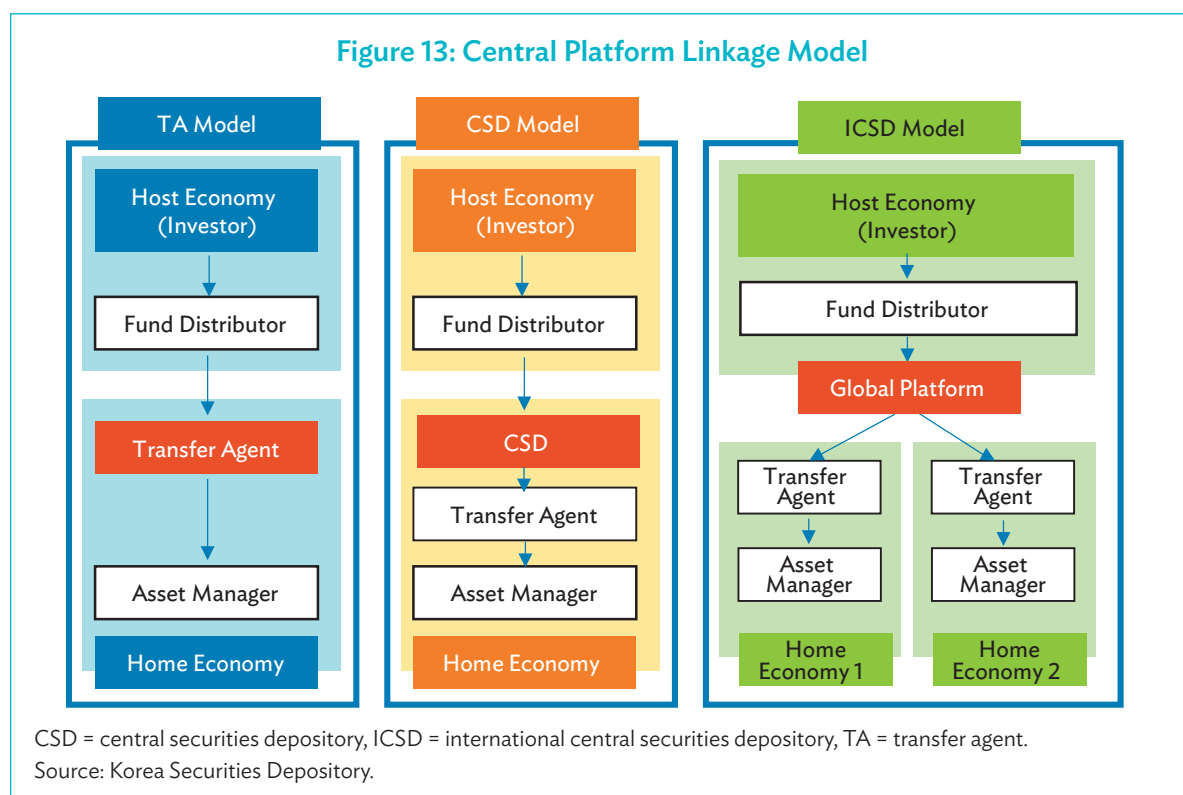 Figure 13: Central Platform Linkage Model
TA Model
Host Economy
(Investor)
Fund Distributor
Transfer Agent
Asset Manager
Home Economy
CSD Model
Host Economy
(Investor)
Fund Distributor
CSD
Transfer Agent
Asset Manager
Home Economy
ICSD Model
Host Economy
(Investor)
Fund Distributor
Global Platform
Transfer
Agent
Asset
Manager
Home
Economy 1
Transfer
Agent
Asset
Manager
Home
Economy 2
CSD = central securities depository, ICSD = international central securities depository, TA = transfer agent.
Source: Korea Securities Depository.